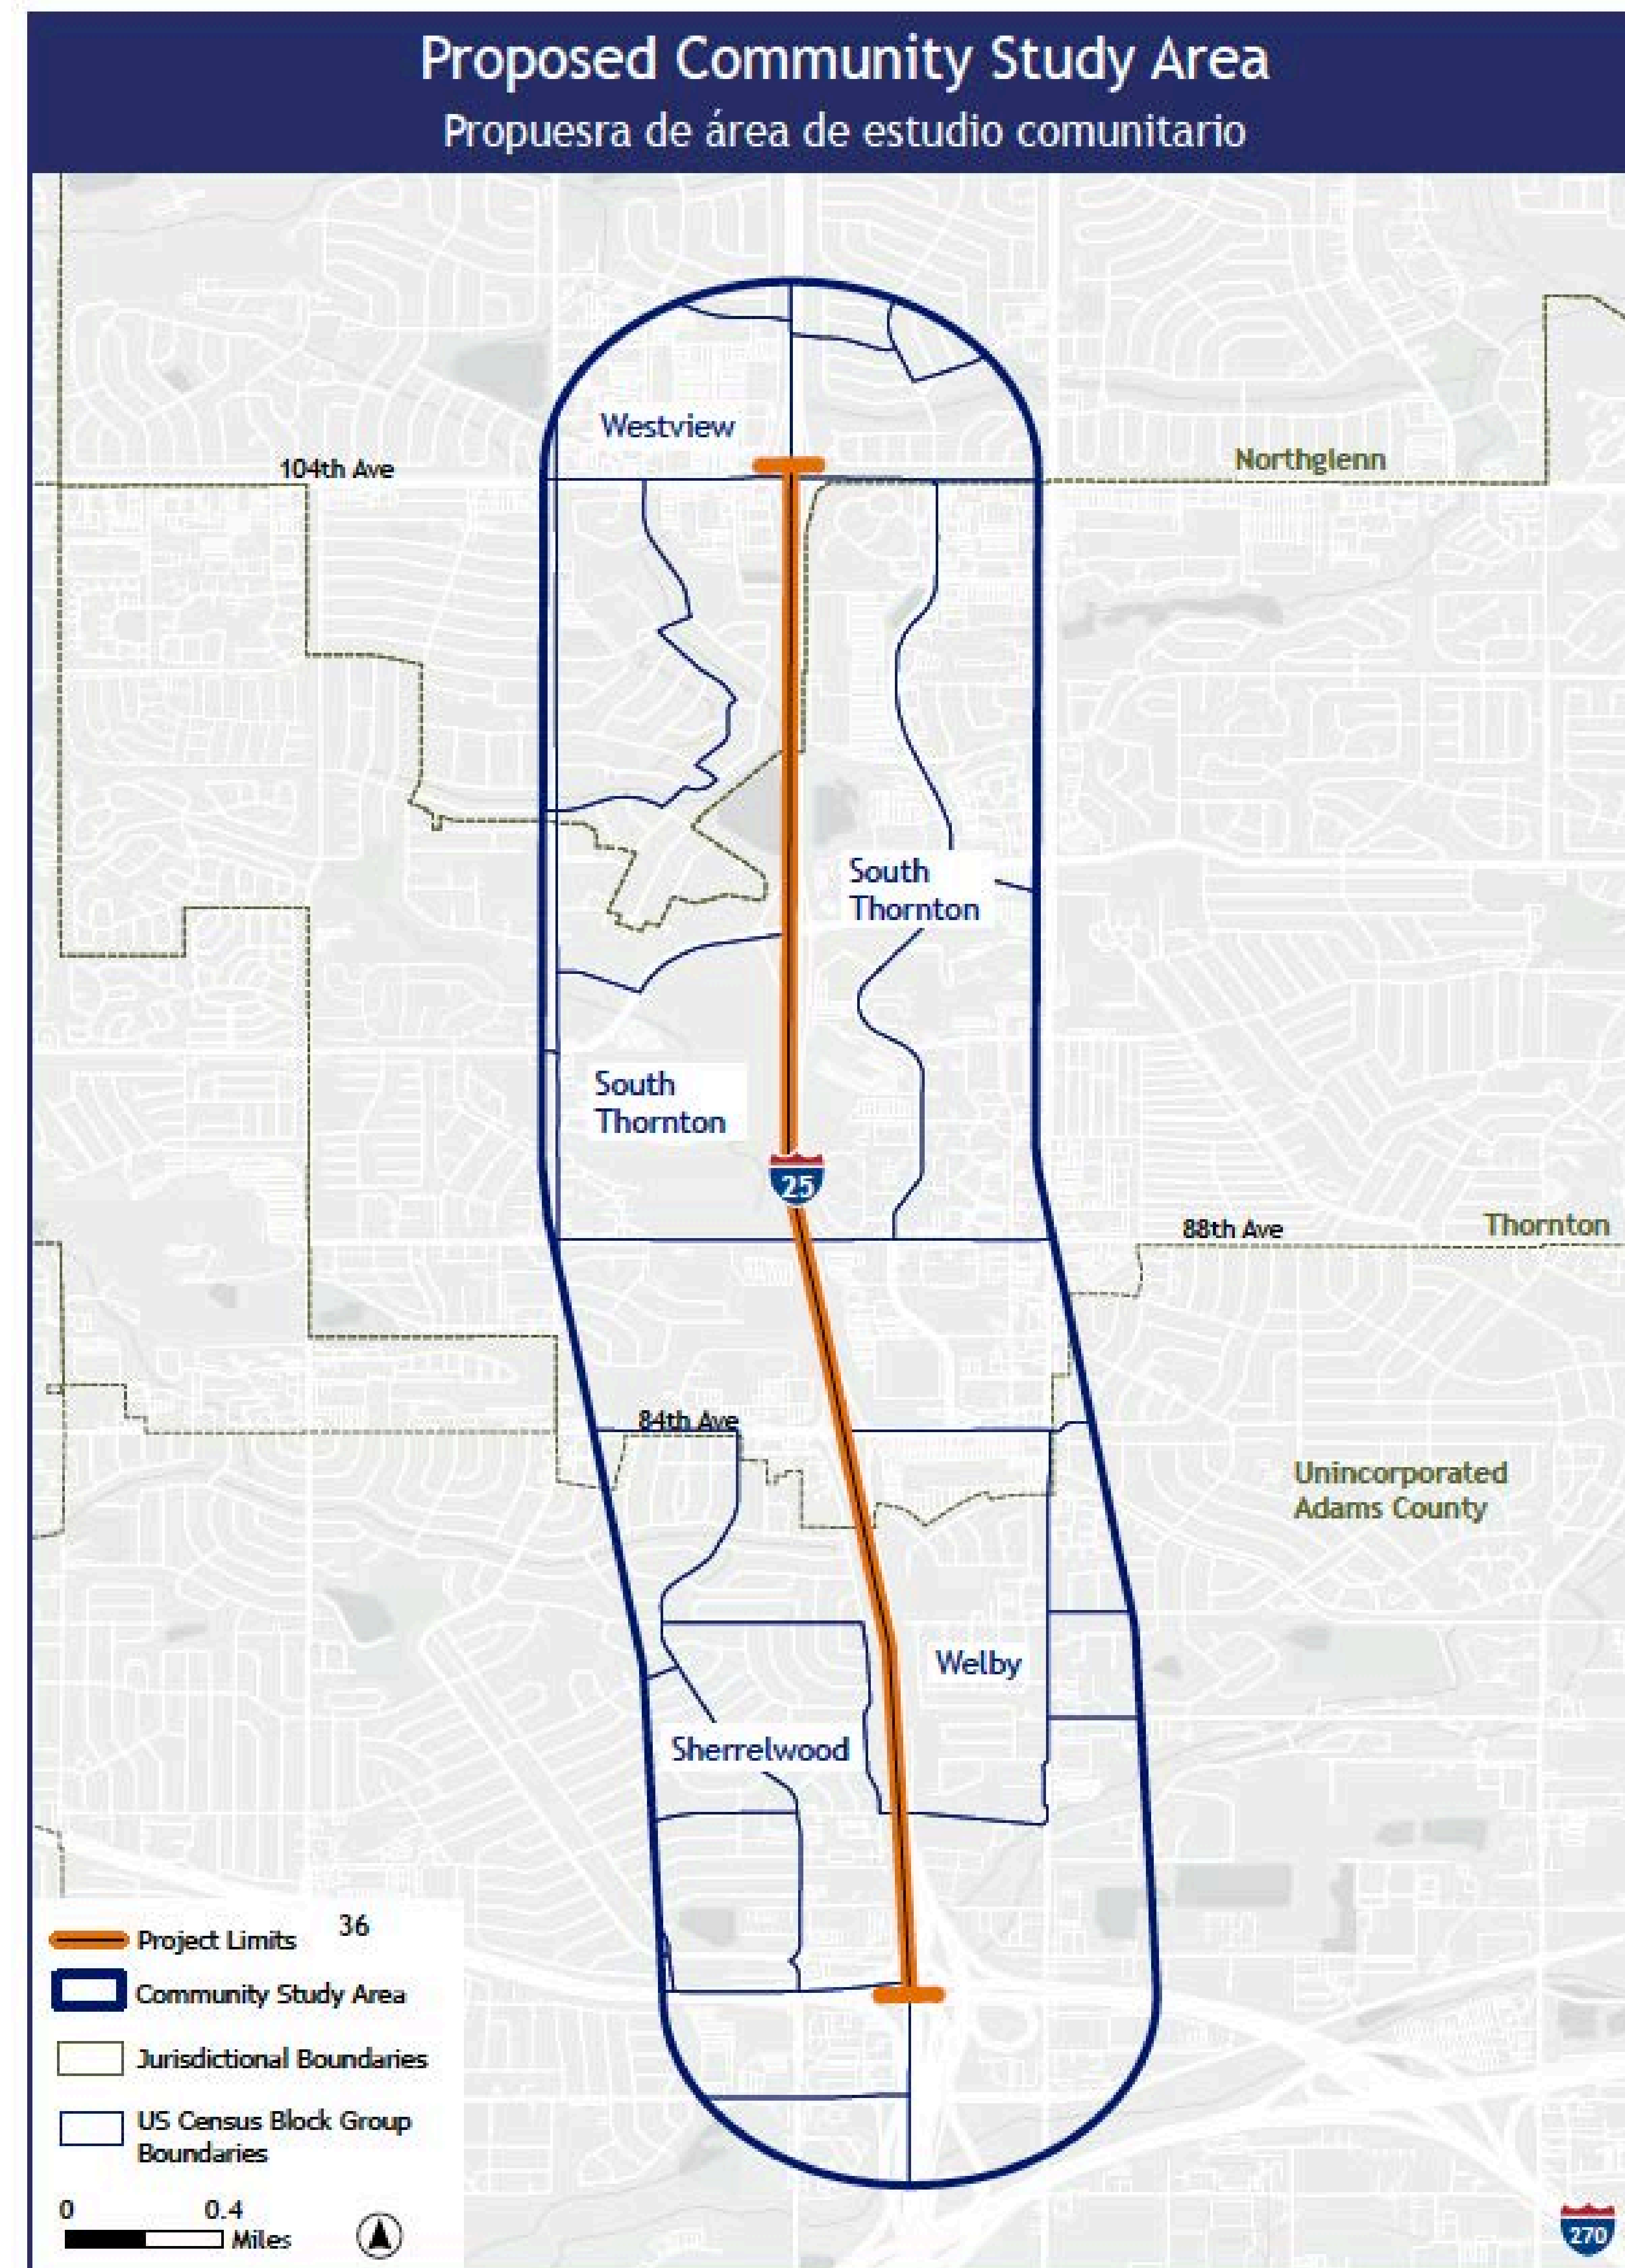 Proposed Community Study Area
Propuesra de área de estudio comunitario
Westview
104th Ave
Northglenn
South
Thornton
South
Thornton
25
88th Ave
Thornton
84th Ave
Unincorporated
Adams County
Welby
Sherrelwood
36
Project Limits
Community Study Area
Jurisdictional Boundaries
US Census Block Group
Boundaries
0 0.4
Miles
270